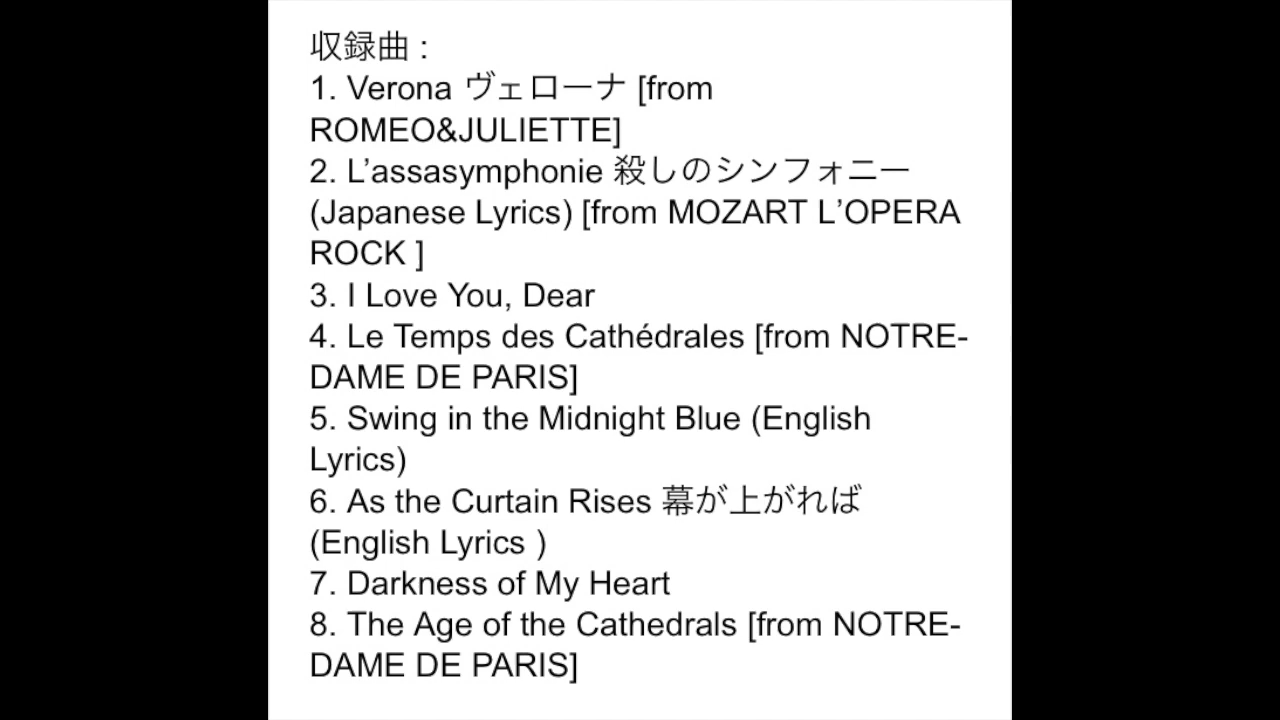 収録曲 :
1. Verona ヴェローナ [from
ROMEO&JULIETTE]
2. L’assasymphonie 殺しのシンフォニー
(Japanese Lyrics) [from MOZART L’OPERA
ROCK ]
3. I Love You, Dear
4. Le Temps des Cathédrales [from NOTRE-
DAME DE PARIS]
5. Swing in the Midnight Blue (English
Lyrics)
6. As the Curtain Rises 幕が上がれば
(English Lyrics )
7. Darkness of My Heart
8. The Age of the Cathedrals [from NOTRE-
DAME DE PARIS]